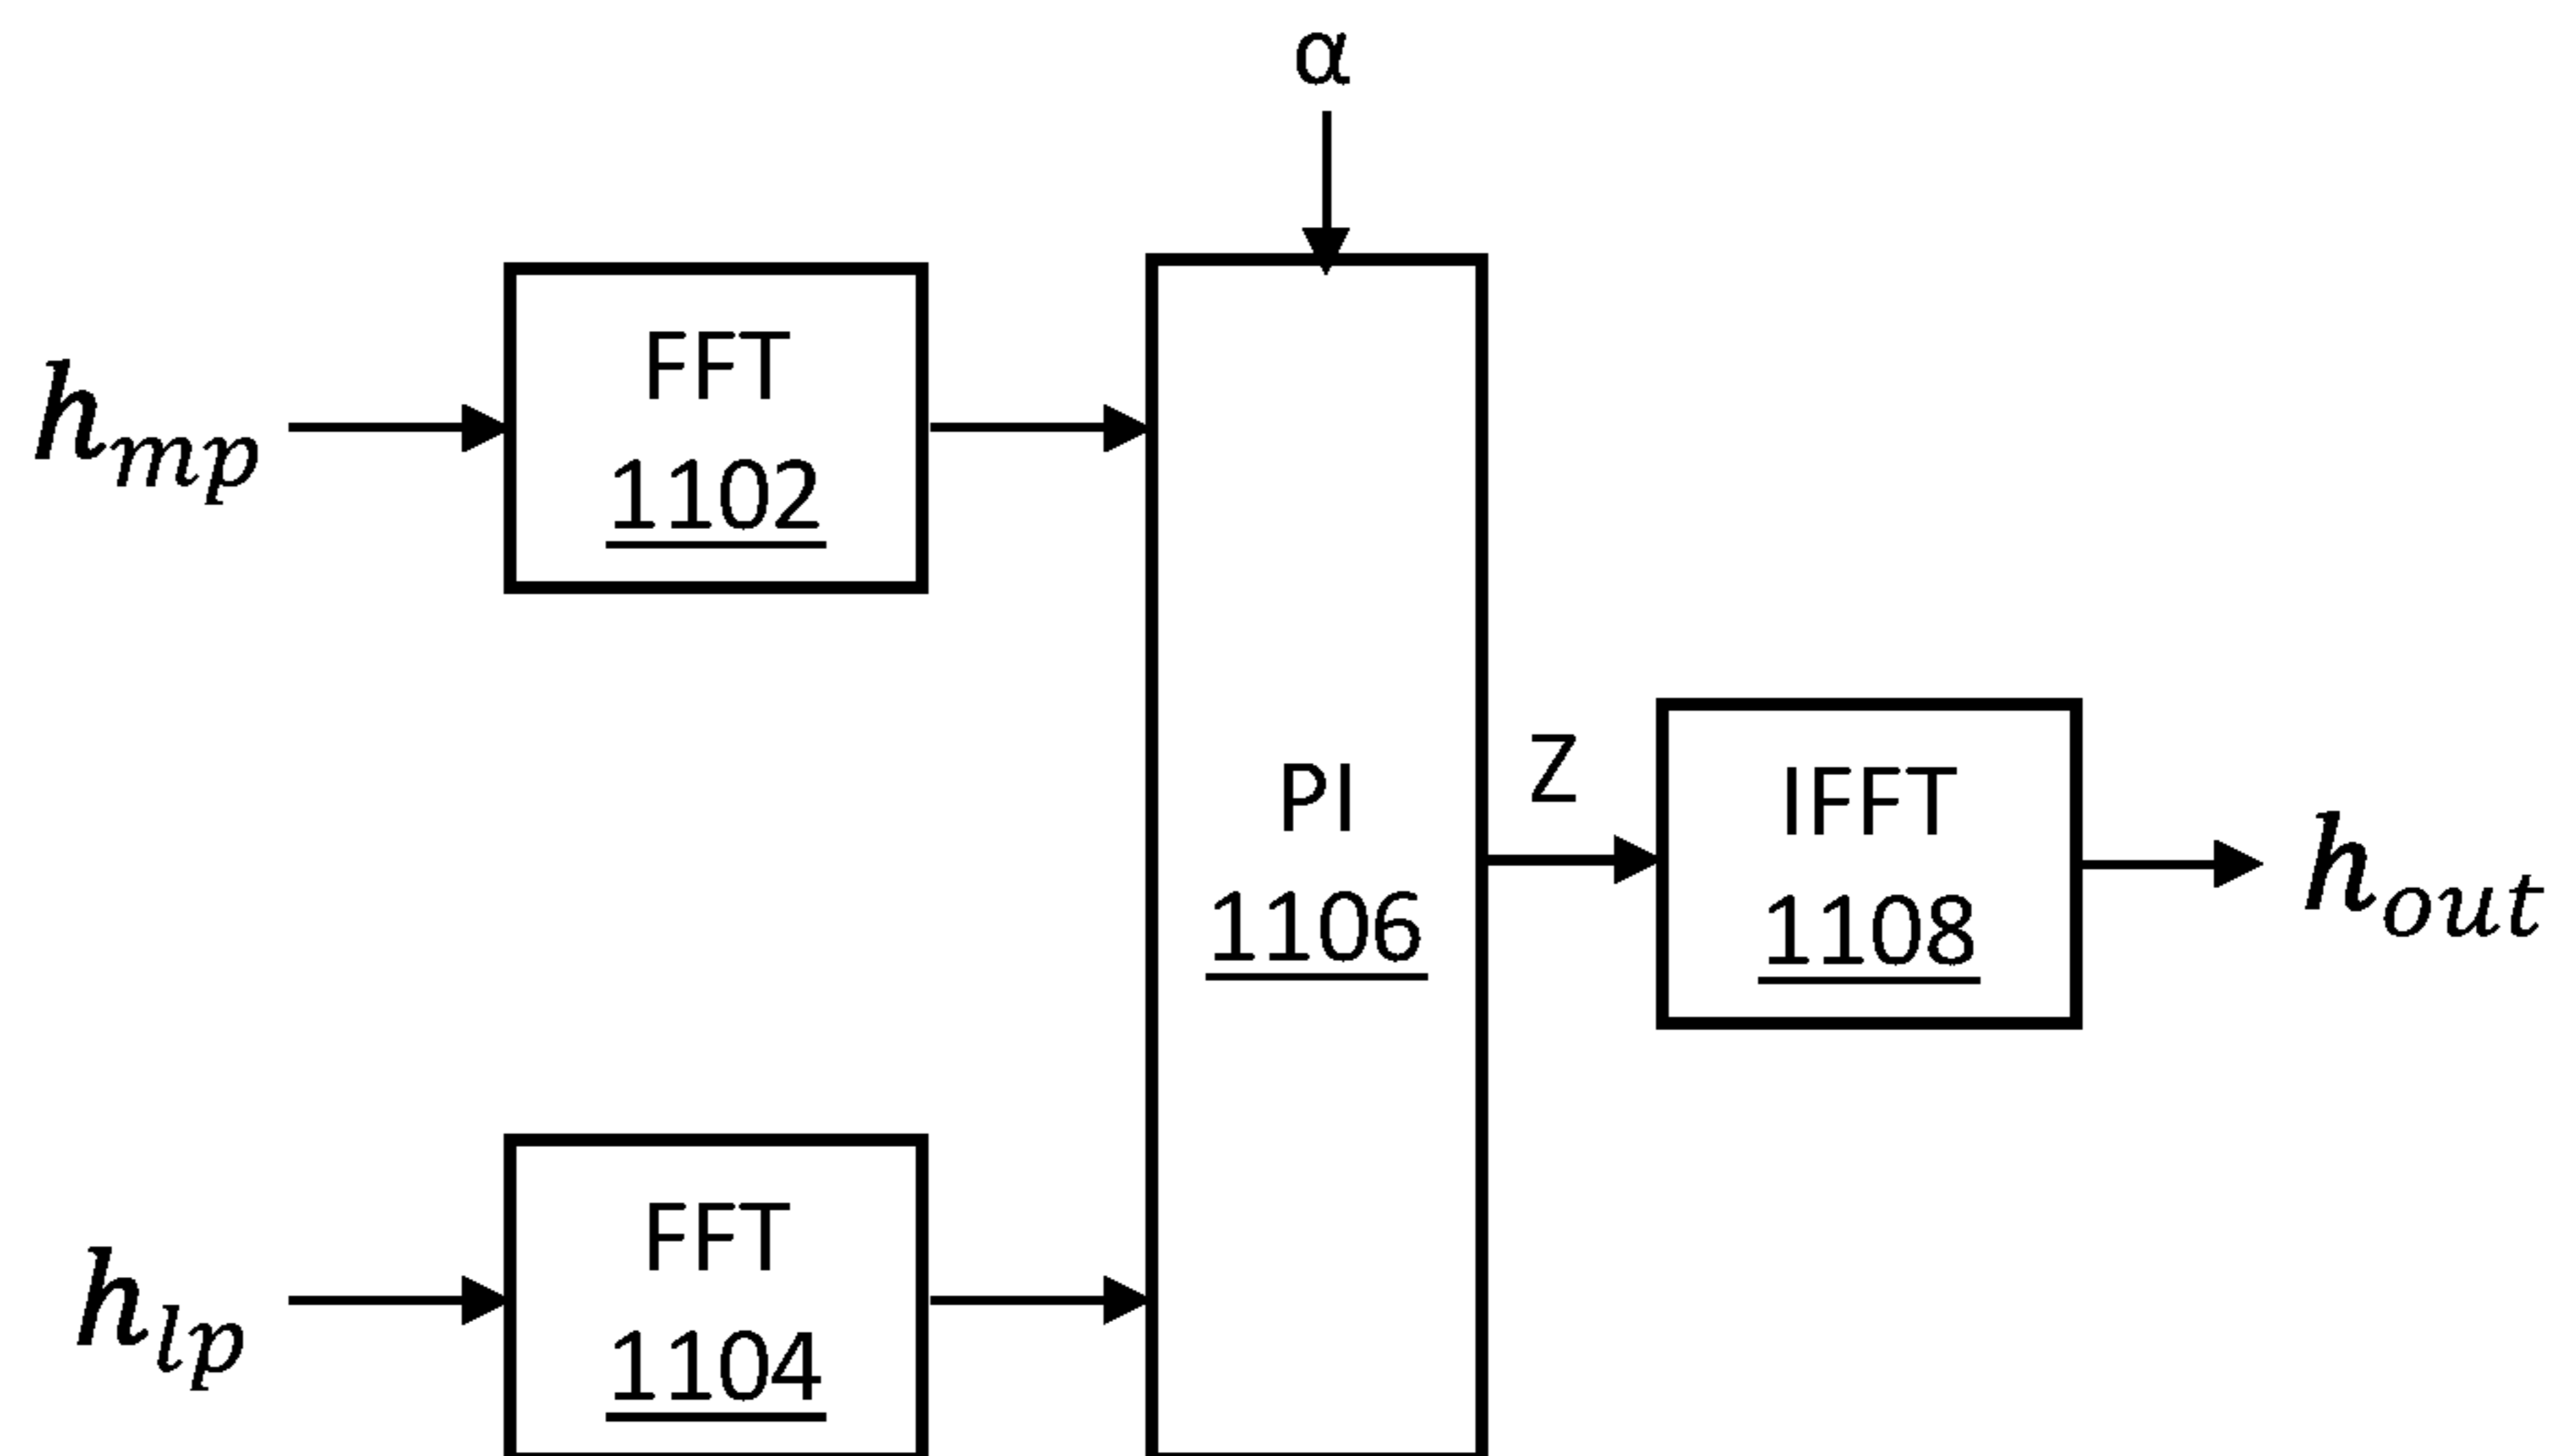 α
FFT
1102
h_mp
PI
1106
Z
IFFT
1108
h_out
FFT
1104
h_lp